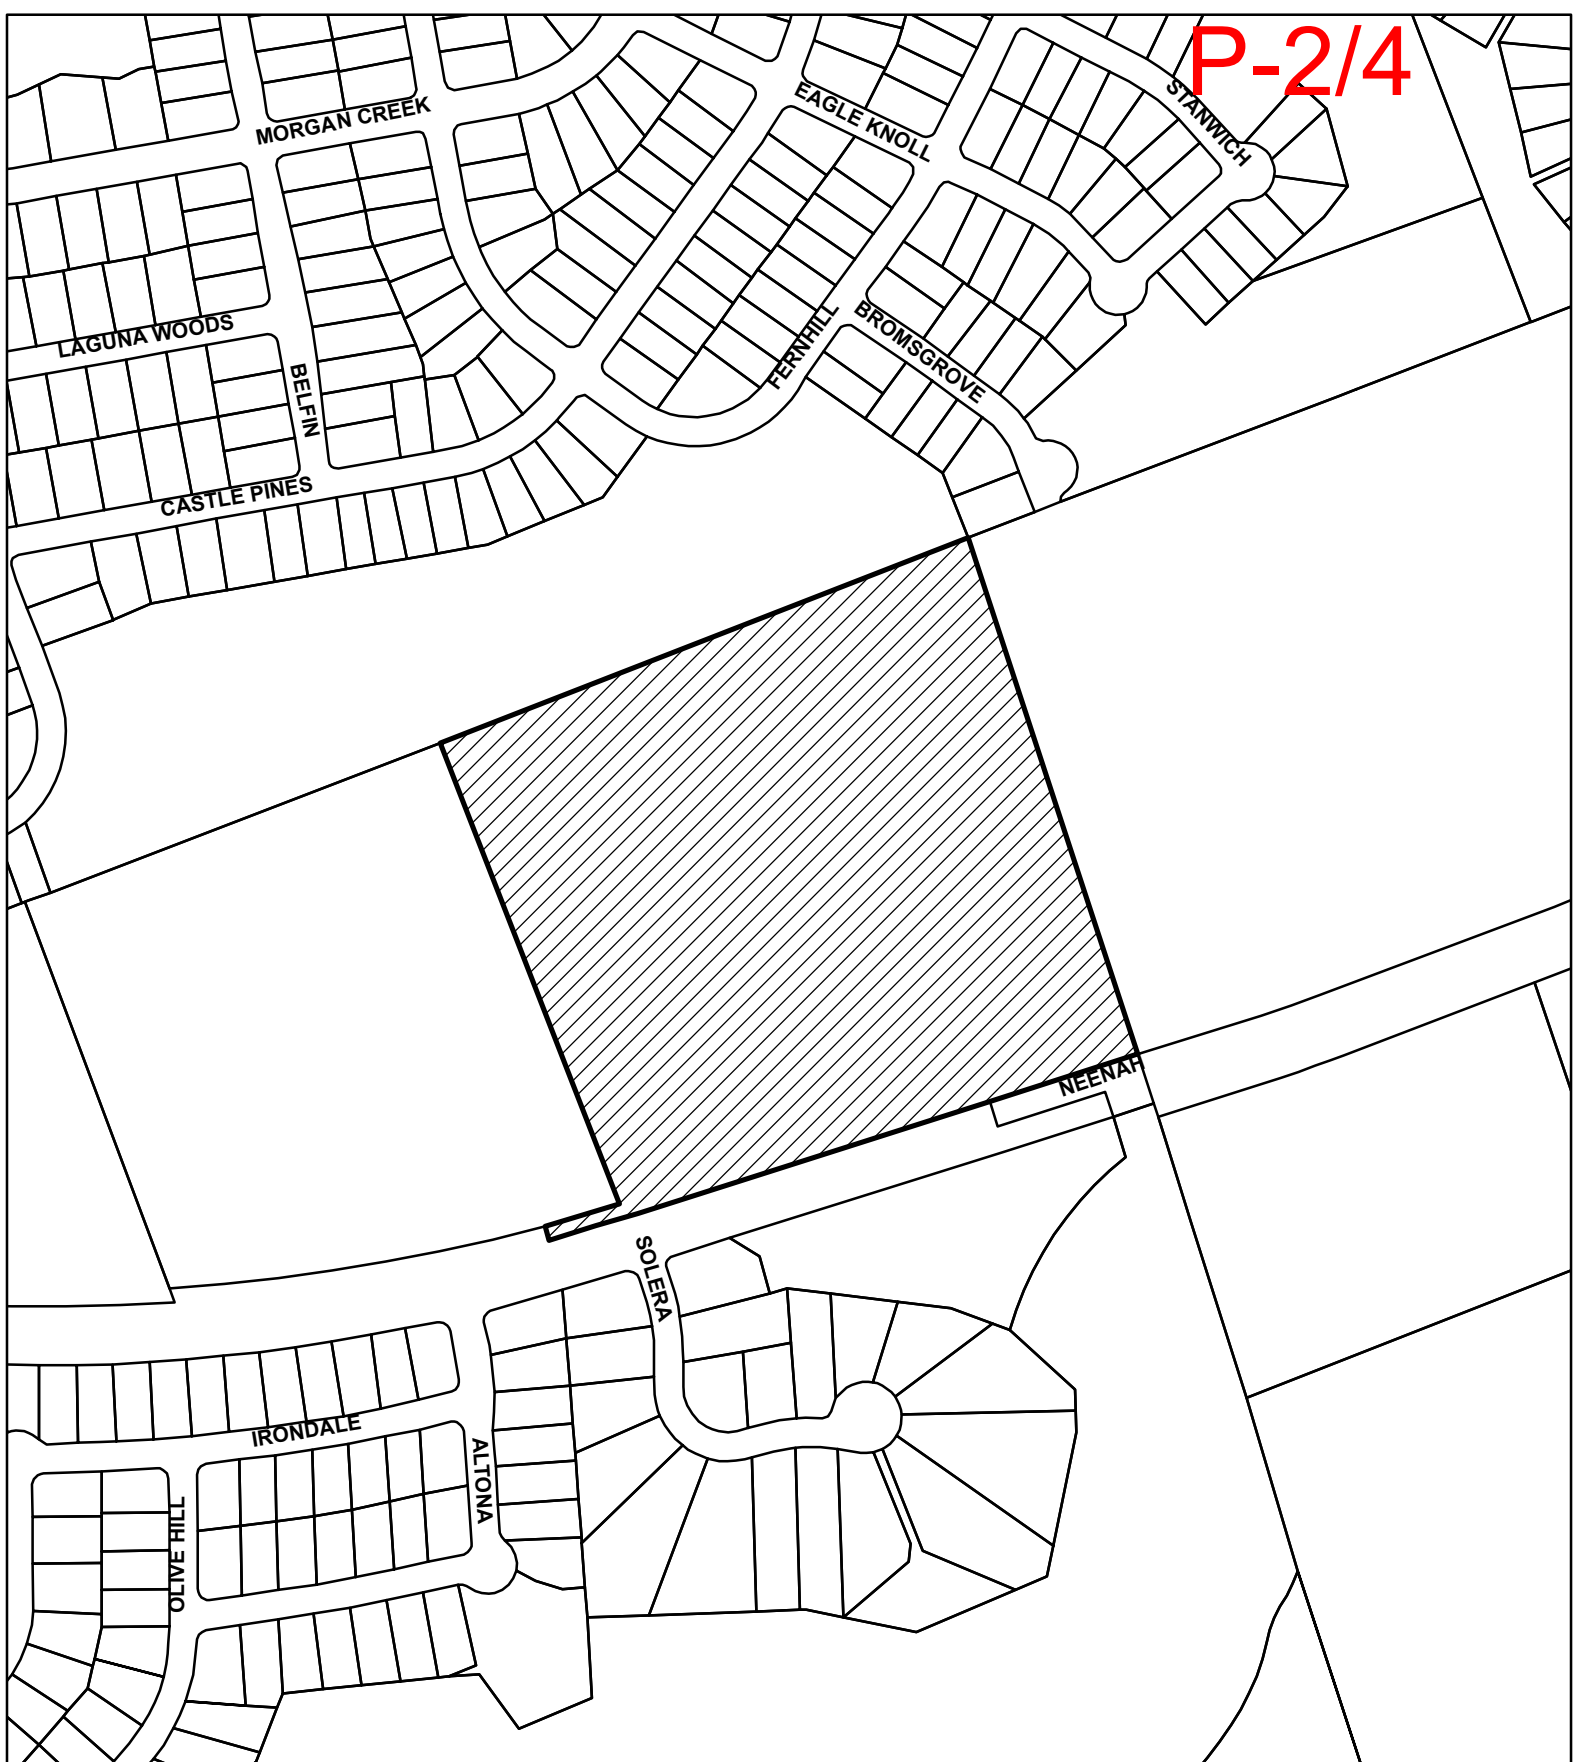 P-2/4
STANWICH
MORGAN CREEK
EAGLE KNOLL
LAGUNA WOODS
BELFIN
FERNHILL
BROMSGROVE
CASTLE PINES
NEENAH
SOLERA
IRONDALE
ALTONA
OLIVE HILL